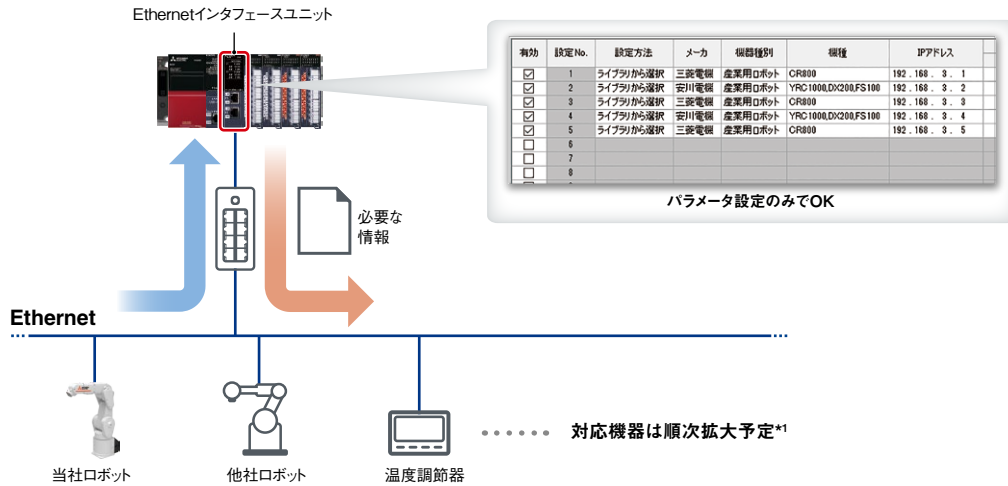 Ethernetインタフェースユニット
有効 設定No. 設定方法 メーカ 機器種別 機種 IPアドレス
1 ライブラリから選択 三菱電機 産業用ロボット CR800 192 . 168 . 3 . 1
2 ライブラリから選択 安川電機 産業用ロボット YRC1000,DX200,FS100 192 . 168 . 3 . 2
3 ライブラリから選択 三菱電機 産業用ロボット CR800 192 . 168 . 3 . 3
4 ライブラリから選択 安川電機 産業用ロボット YRC1000,DX200,FS100 192 . 168 . 3 . 4
5 ライブラリから選択 三菱電機 産業用ロボット CR800 192 . 168 . 3 . 5
6
7
8
パラメータ設定のみでOK
必要な
情報
Ethernet
対応機器は順次拡大予定*1
当社ロボット
他社ロボット
温度調節器